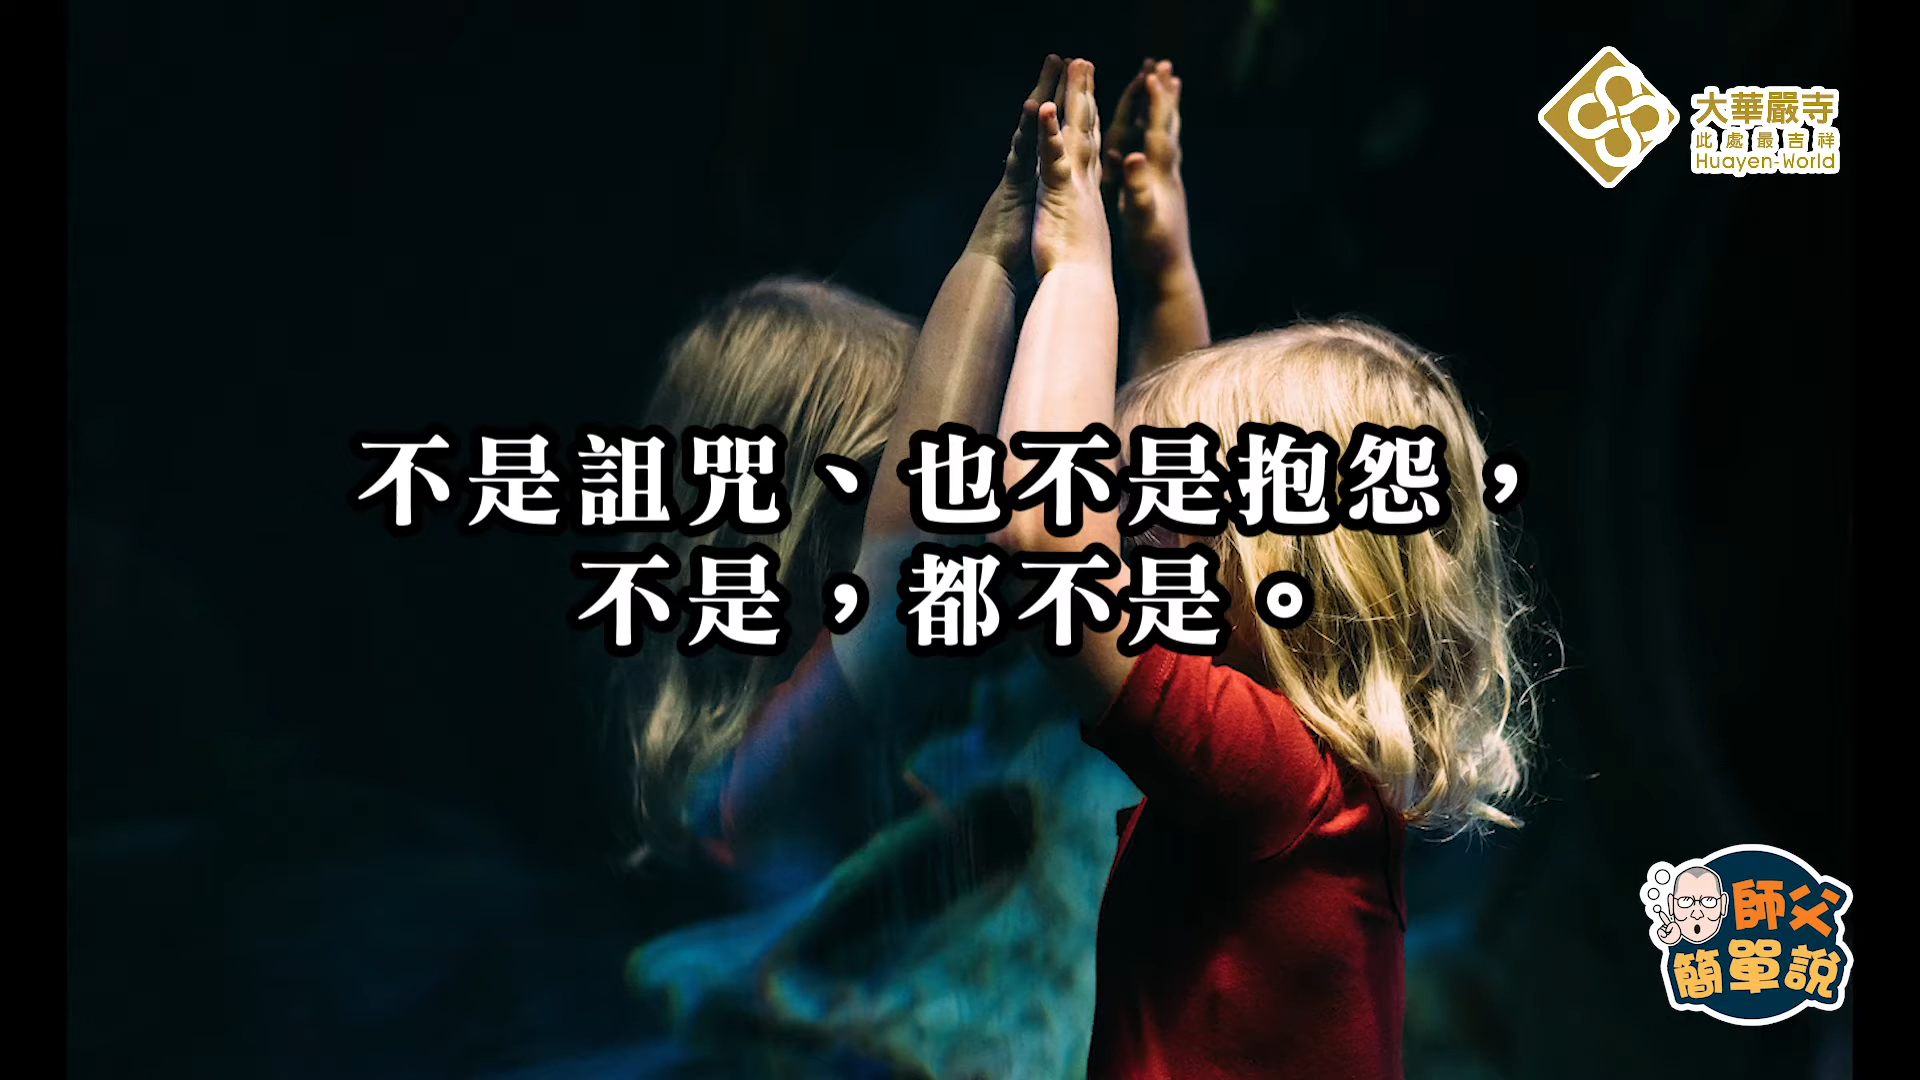 大華嚴寺
此處最吉祥
Huayen-World
不是詛咒、也不是抱怨，
不是，都不是。
師父
簡單說